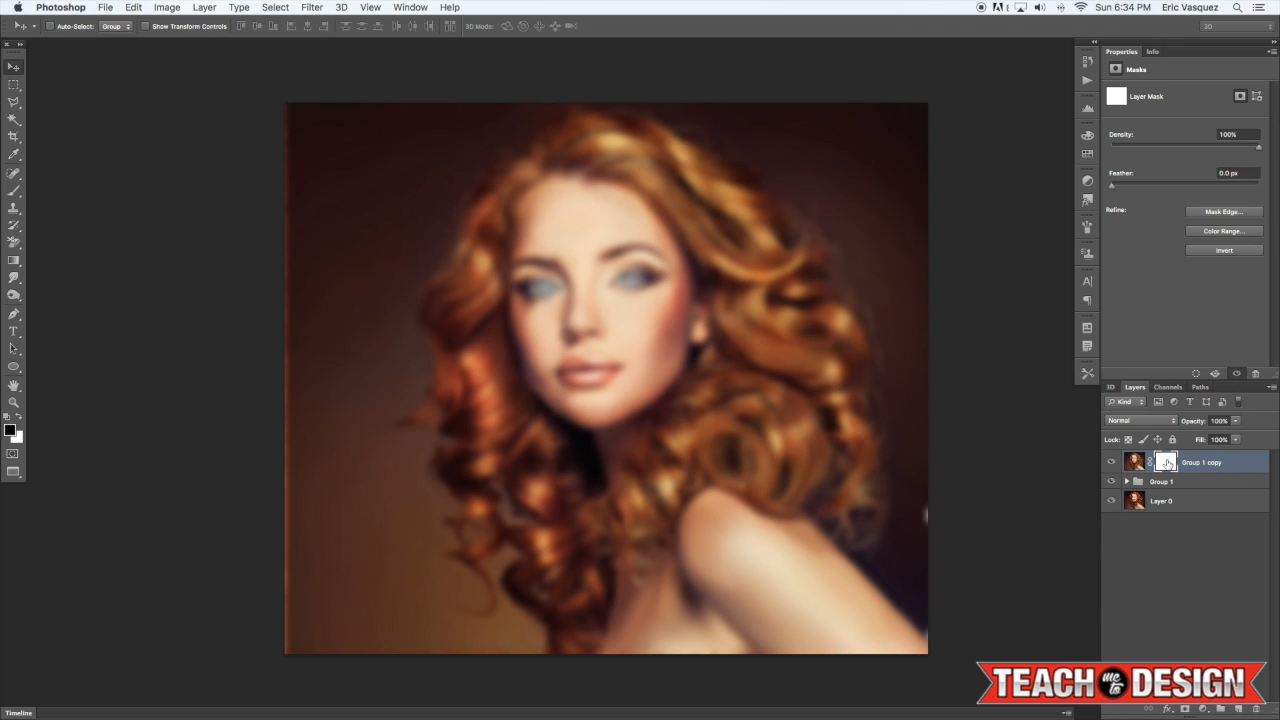 Photoshop File Edit Image Layer Type Select Filter 3D View Window Help Sun 6:34 PM Eric Vasquez
Auto-Select: Group Show Transform Controls 3D Mode: 3D
Properties Info
Masks
Layer Mask
Density: 100%
Feather: 0.0 px
Refine: Mask Edge...
Color Range...
Invert
3D Layers Channels Paths
Kind
Normal Opacity: 100%
Lock: Fill: 100%
Group 1 copy
Group 1
Layer 0
TEACH me to DESIGN
Timeline